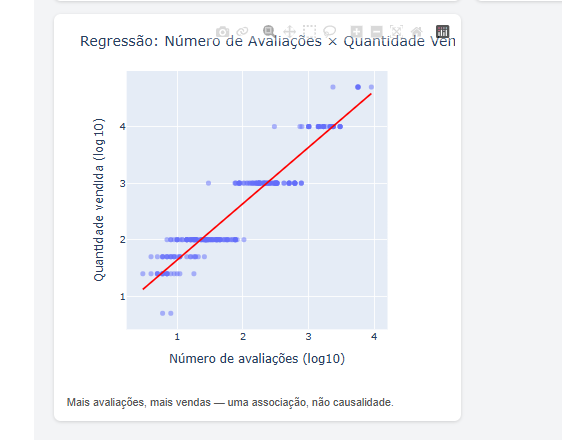 Regressão: Número de Avaliações × Quantidade Ven
4
3
2
1
Quantidade vendida (log10)
1 2 3 4
Número de avaliações (log10)
Mais avaliações, mais vendas — uma associação, não causalidade.